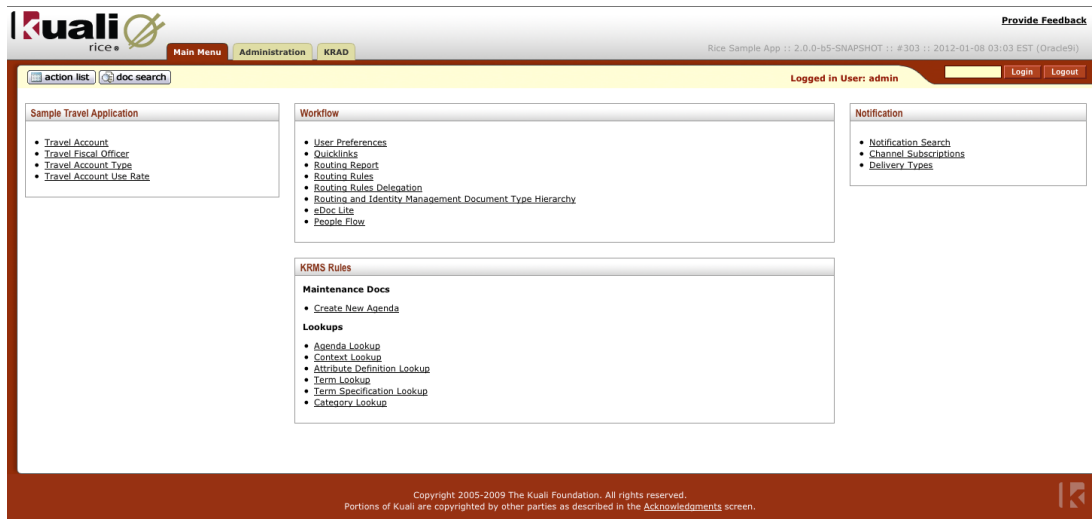 Kuali
rice
Provide Feedback
Main Menu Administration KRAD
Rice Sample App :: 2.0.0-b5-SNAPSHOT :: #303 :: 2012-01-08 03:03 EST (Oracle9i)
action list doc search
Logged in User: admin
Login Logout
Sample Travel Application
Travel Account
Travel Fiscal Officer
Travel Account Type
Travel Account Use Rate
Workflow
User Preferences
Quicklinks
Routing Report
Routing Rules
Routing Rules Delegation
Routing and Identity Management Document Type Hierarchy
eDoc Lite
People Flow
Notification
Notification Search
Channel Subscriptions
Delivery Types
KRMS Rules
Maintenance Docs
Create New Agenda
Lookups
Agenda Lookup
Context Lookup
Attribute Definition Lookup
Term Lookup
Term Specification Lookup
Category Lookup
Copyright 2005-2009 The Kuali Foundation. All rights reserved.
Portions of Kuali are copyrighted by other parties as described in the Acknowledgments screen.